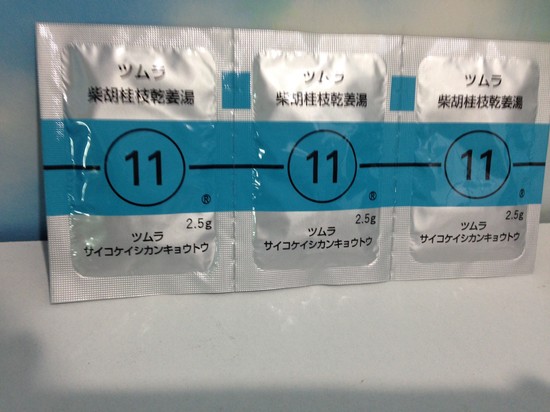 ツムラ
柴胡桂枝乾姜湯
11
®
2.5g
ツムラ
サイコケイシカンキョウトウ
ツムラ
柴胡桂枝乾姜湯
11
®
2.5g
ツムラ
サイコケイシカンキョウトウ
ツムラ
柴胡桂枝乾姜湯
11
®
2.5g
ツムラ
サイコケイシカンキョウトウ